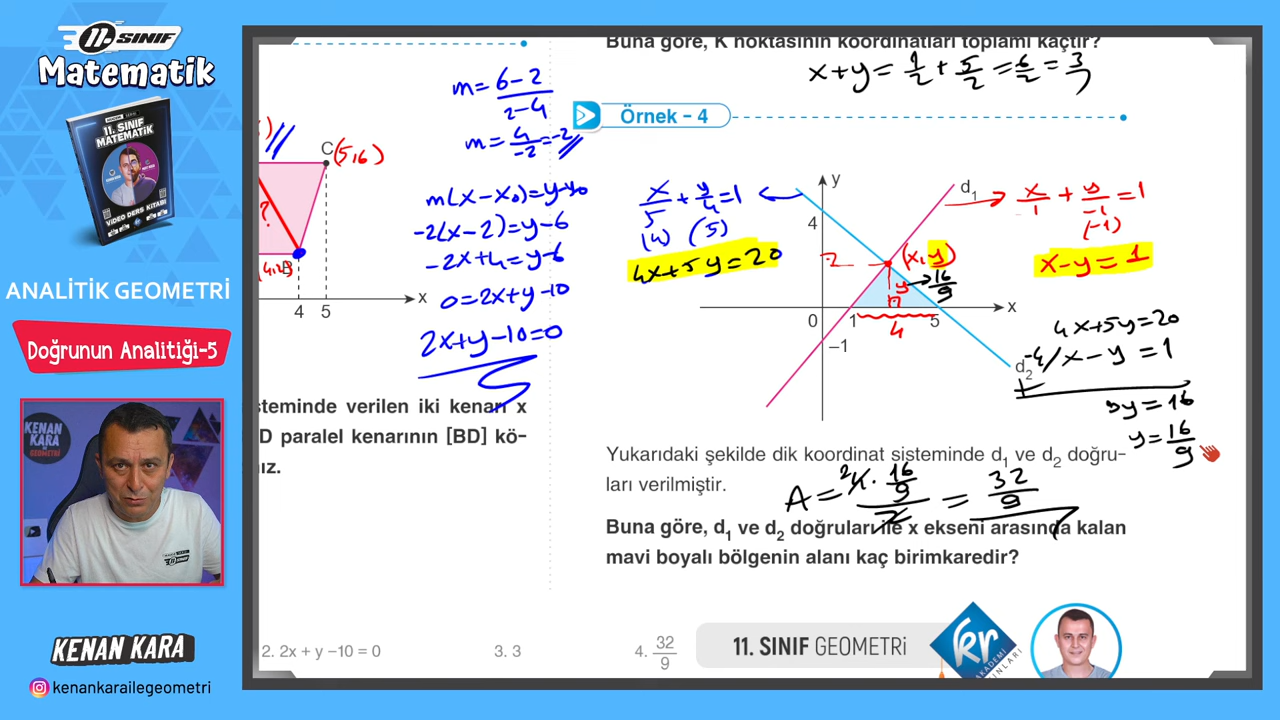 11. SINIF
Matematik
11. SINIF
MATEMATİK
VİDEO DERS KİTABI
ANALİTİK GEOMETRİ
Doğrunun Analitiği-5
KENAN
KARA
GEOMETRİ
KENAN KARA
kenankarailegeometri
C (5,6)
?
4 5 x
m = 6-2 / 2-4
m = 4/-2 = -2
m(x-x₀)=y-y₀
-2(x-2)=y-6
-2x+4=y-6
0=2x+y-10
2x+y-10=0
steminde verilen iki kenarı x
D paralel kenarının [BD] kö-
ız.
2. 2x + y –10 = 0
3. 3
4. 32/9
Buna göre, K noktasının koordinatları toplamı kaçtır?
x+y = 1/2 + 5/2 = 6/2 = 3
Örnek - 4
x/5 + y/4 = 1
(4) (5)
4x+5y=20
y
d₁
x/1 + y/-1 = 1
(-1)
x-y=1
4
(x,y)
y → 16/9
0 1 5 x
4
–1
d₂
4x+5y=20
-4/ x-y=1
+
9y=16
y=16/9
Yukarıdaki şekilde dik koordinat sisteminde d₁ ve d₂ doğru-
ları verilmiştir.
A = 4 · 16/9 / 2 = 32/9
Buna göre, d₁ ve d₂ doğruları ile x ekseni arasında kalan
mavi boyalı bölgenin alanı kaç birimkaredir?
11. SINIF GEOMETRİ
kr
AKADEMİ
YINLARI